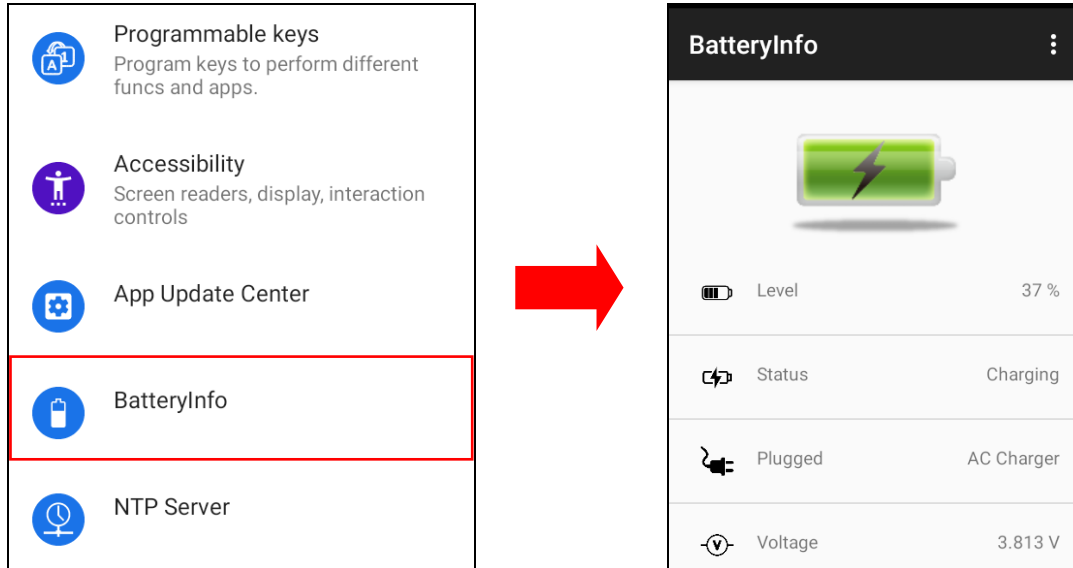 Programmable keys
Program keys to perform different
funcs and apps.
Accessibility
Screen readers, display, interaction
controls
App Update Center
BatteryInfo
NTP Server
BatteryInfo
Level 37 %
Status Charging
Plugged AC Charger
Voltage 3.813 V